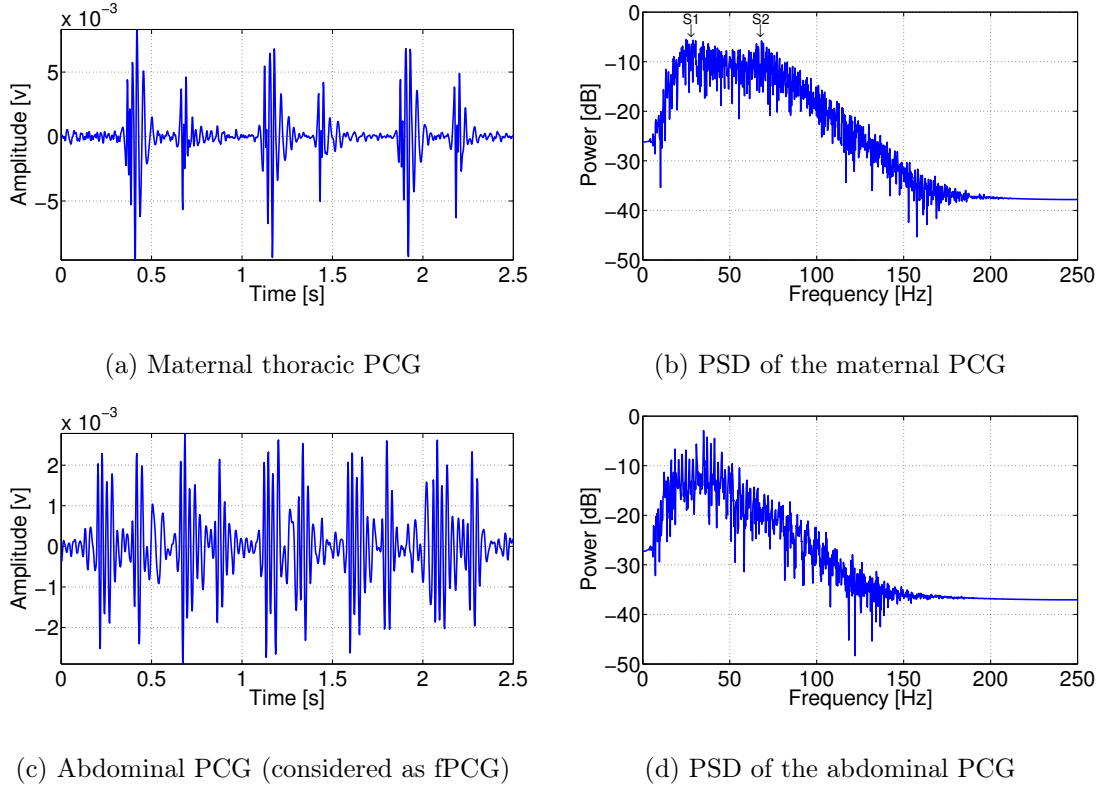 x 10−3
5
0
−5
Amplitude [v]
0 0.5 1 1.5 2 2.5
Time [s]
(a) Maternal thoracic PCG
S1 S2
0
−10
−20
−30
−40
−50
Power [dB]
0 50 100 150 200 250
Frequency [Hz]
(b) PSD of the maternal PCG
x 10−3
2
1
0
−1
−2
Amplitude [v]
0 0.5 1 1.5 2 2.5
Time [s]
(c) Abdominal PCG (considered as fPCG)
0
−10
−20
−30
−40
−50
Power [dB]
0 50 100 150 200 250
Frequency [Hz]
(d) PSD of the abdominal PCG